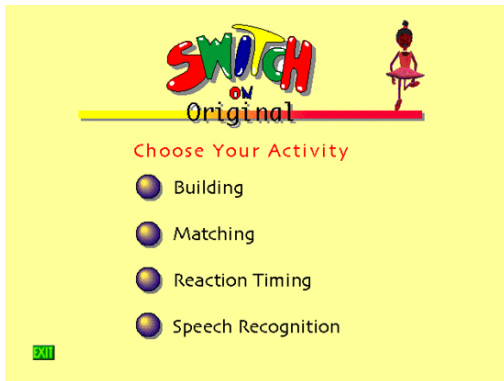 SWITCH
ON
Original
Choose Your Activity
Building
Matching
Reaction Timing
Speech Recognition
EXIT